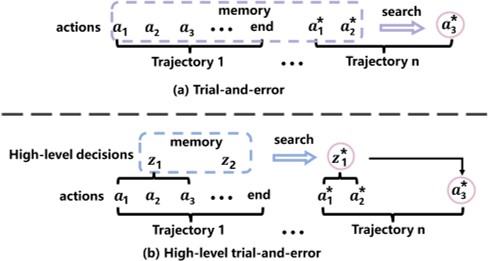 memory
search
actions a₁ a₂ a₃ ••• end a₁* a₂* a₃*
Trajectory 1 ••• Trajectory n
(a) Trial-and-error
memory
search
High-level decisions z₁ z₂ z₁*
actions a₁ a₂ a₃ ••• end a₁* a₂* a₃*
Trajectory 1 ••• Trajectory n
(b) High-level trial-and-error